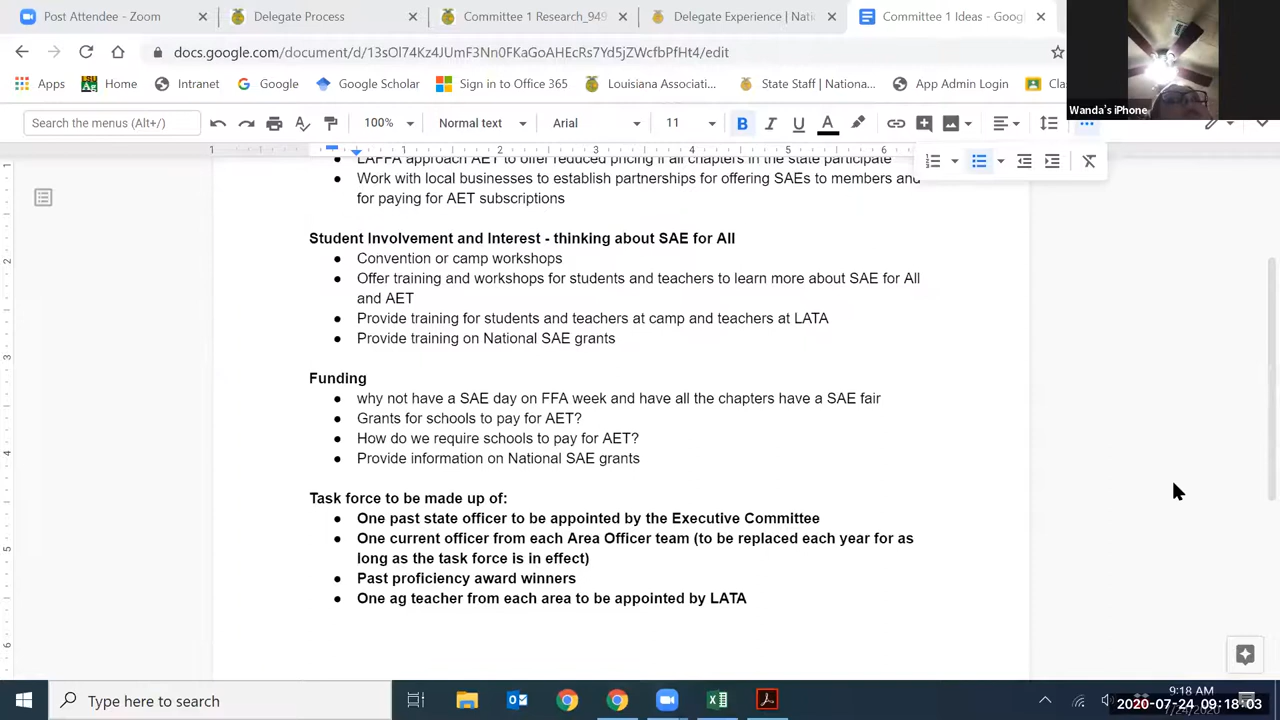 Post Attendee - Zoom
Delegate Process
Committee 1 Research_949
Delegate Experience | National
Committee 1 Ideas - Goog
docs.google.com/document/d/13sOl74Kz4JUmF3Nn0FKaGoAHEcRs7Yd5jZWcfbPfHt4/edit
Apps
Home
Intranet
Google
Google Scholar
Sign in to Office 365
Louisiana Associati...
State Staff | Nationa...
App Admin Login
Cla
Wanda's iPhone
Search the menus (Alt+/)
100%
Normal text
Arial
11
LAFFA approach AET to offer reduced pricing if all chapters in the state participate
Work with local businesses to establish partnerships for offering SAEs to members and
for paying for AET subscriptions
Student Involvement and Interest - thinking about SAE for All
● Convention or camp workshops
● Offer training and workshops for students and teachers to learn more about SAE for All
and AET
● Provide training for students and teachers at camp and teachers at LATA
● Provide training on National SAE grants
Funding
● why not have a SAE day on FFA week and have all the chapters have a SAE fair
● Grants for schools to pay for AET?
● How do we require schools to pay for AET?
● Provide information on National SAE grants
Task force to be made up of:
● One past state officer to be appointed by the Executive Committee
● One current officer from each Area Officer team (to be replaced each year for as
long as the task force is in effect)
● Past proficiency award winners
● One ag teacher from each area to be appointed by LATA
Type here to search
9:18 AM
2020-07-24 09:18:03